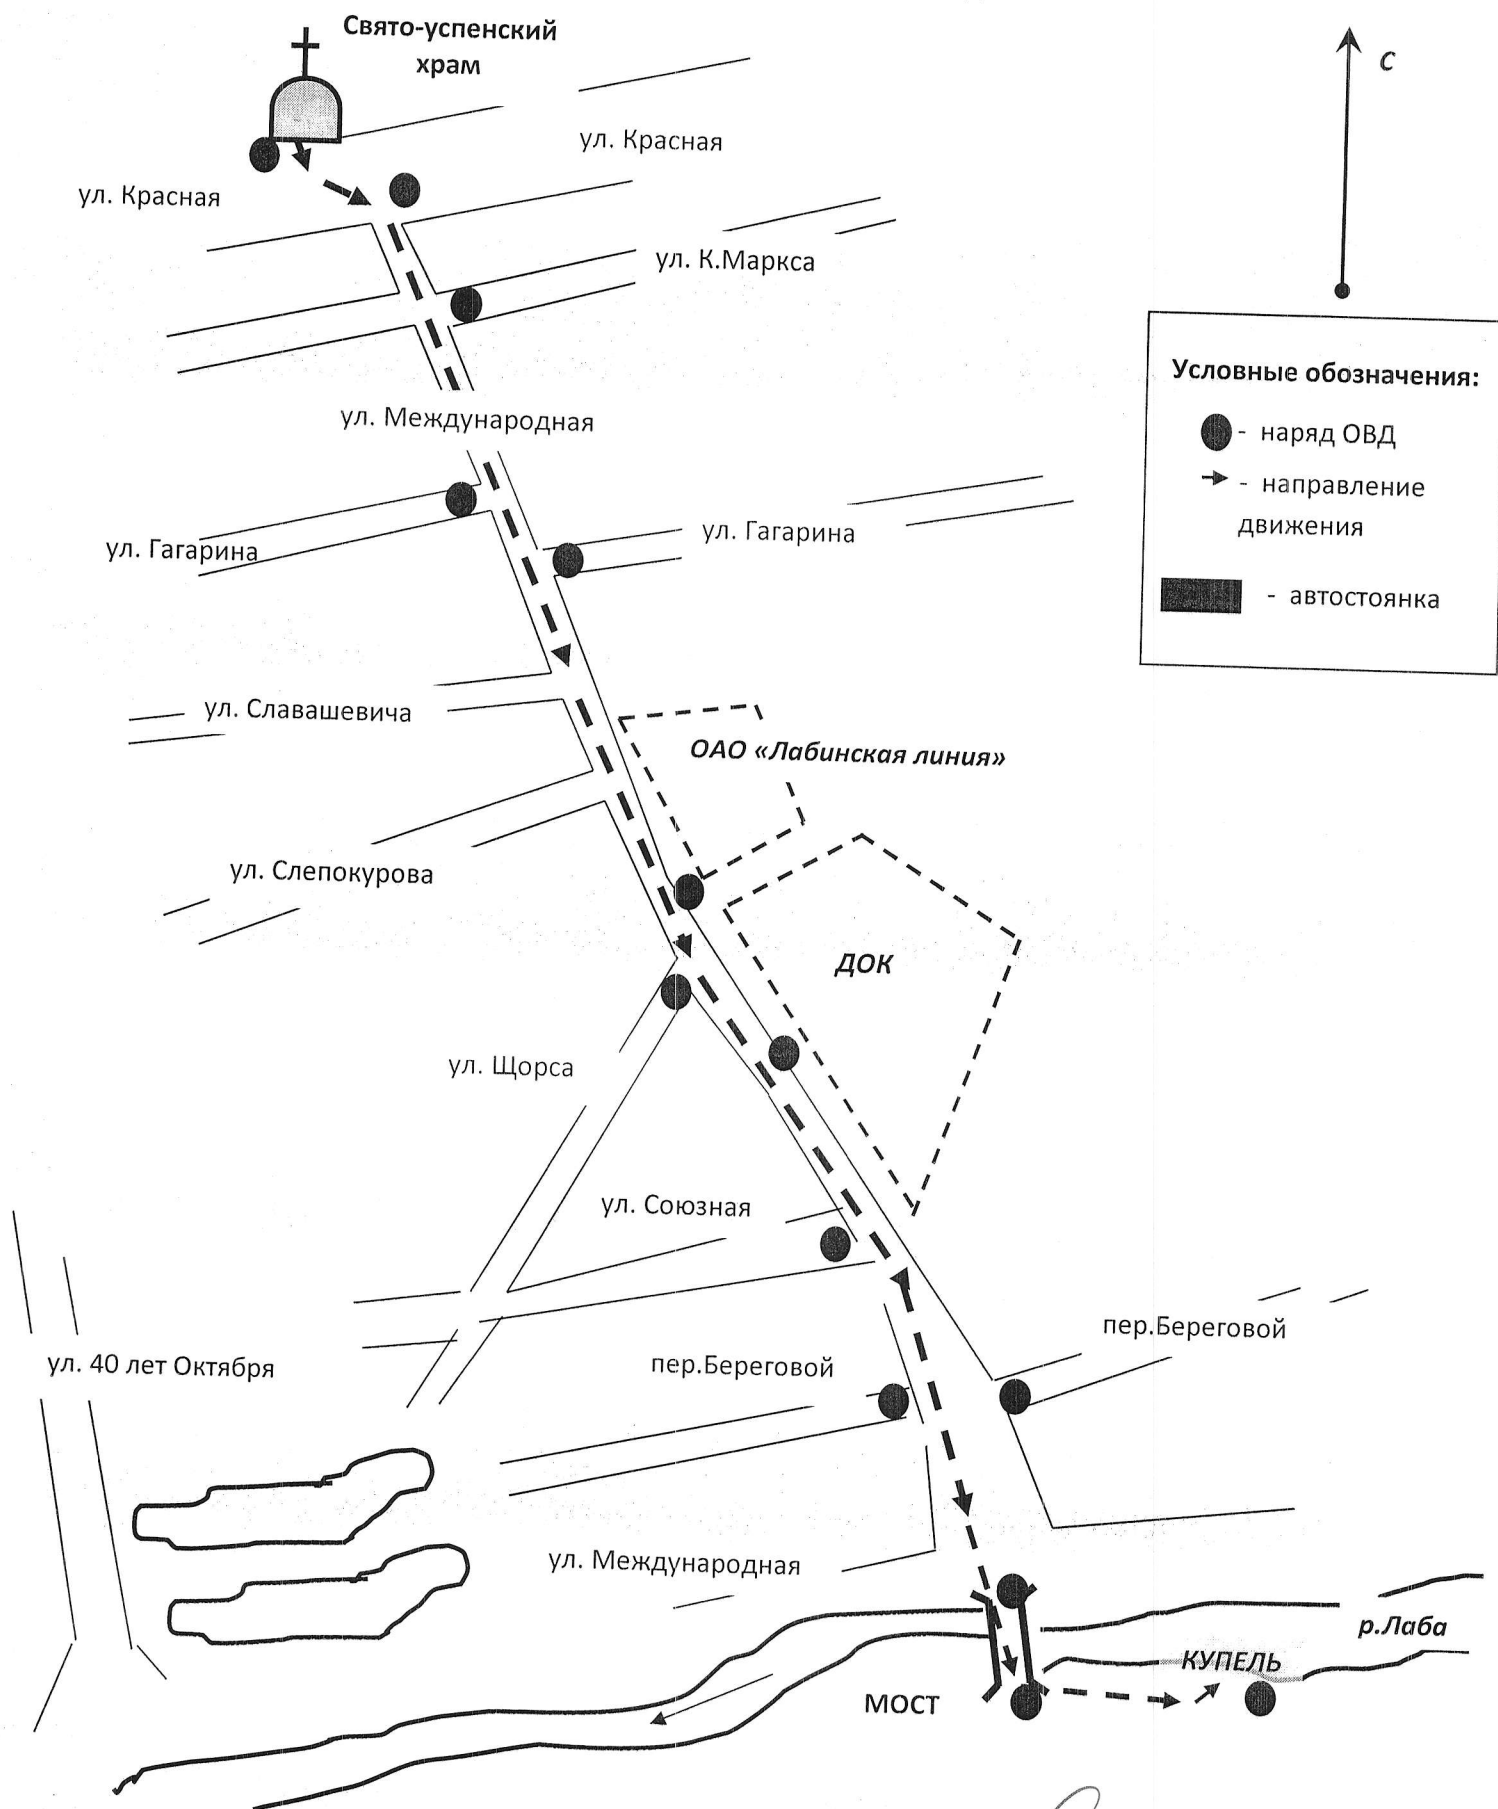 Свято-успенский
храм
С
ул. Красная
ул. Красная
ул. К.Маркса
Условные обозначения:
- наряд ОВД
- направление
движения
- автостоянка
ул. Международная
ул. Гагарина
ул. Гагарина
ул. Славашевича
ОАО «Лабинская линия»
ул. Слепокурова
ДОК
ул. Щорса
ул. Союзная
пер.Береговой
ул. 40 лет Октября
пер.Береговой
ул. Международная
р.Лаба
КУПЕЛЬ
МОСТ